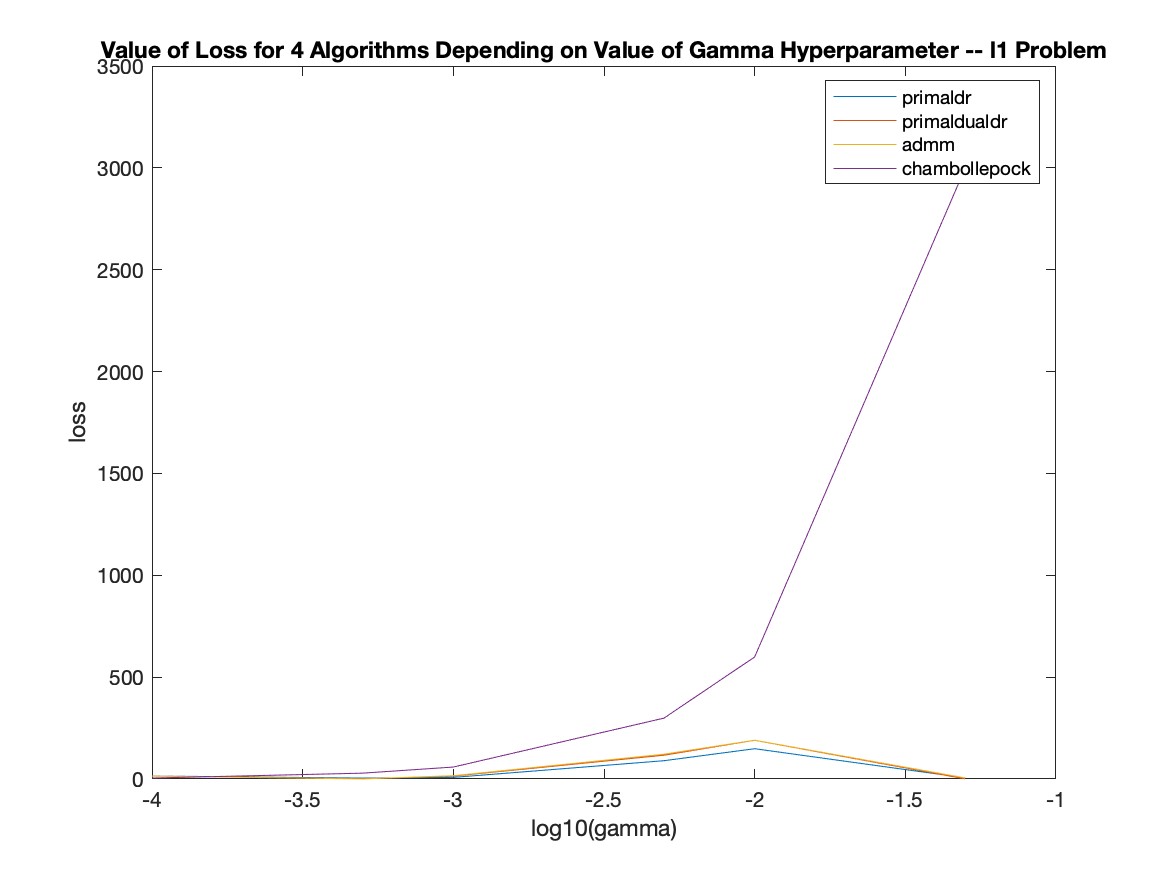 Value of Loss for 4 Algorithms Depending on Value of Gamma Hyperparameter -- l1 Problem
3500
3000
2500
2000
1500
1000
500
0
loss
primaldr
primaldualdr
admm
chambollepock
-4
-3.5
-3
-2.5
-2
-1.5
-1
log10(gamma)